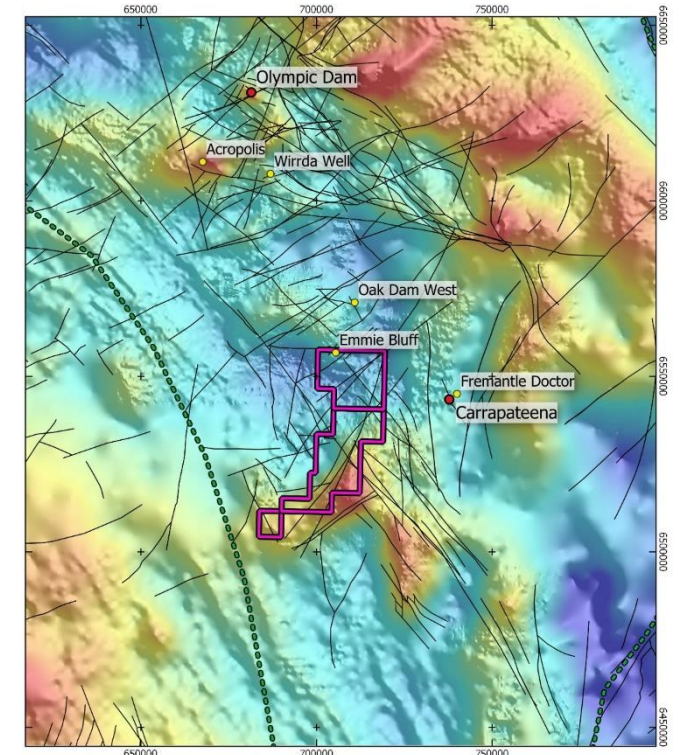 650000
700000
750000
6650000
Olympic Dam
Acropolis
Wirrda Well
6600000
Oak Dam West
Emmie Bluff
6550000
Fremantle Doctor
Carrapateena
6500000
6450000
650000
700000
750000